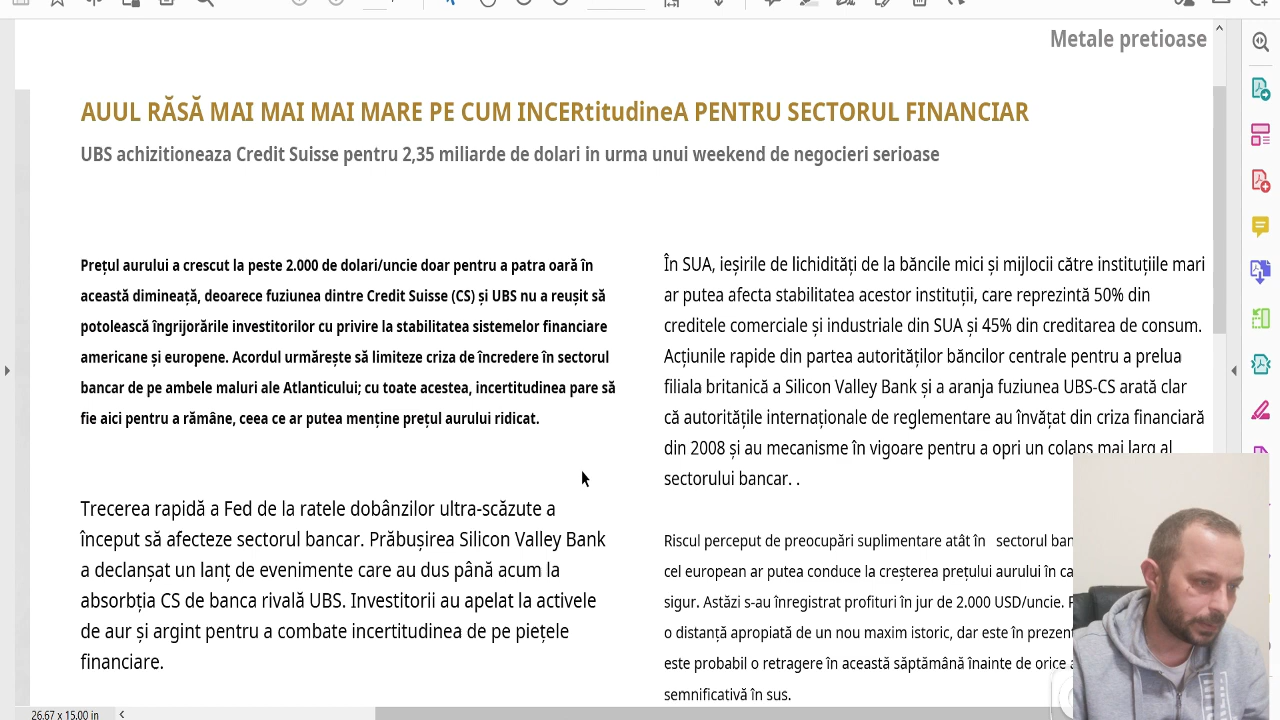 Metale pretioase
AUUL RĂSĂ MAI MAI MAI MARE PE CUM INCERtitudineA PENTRU SECTORUL FINANCIAR
UBS achizitioneaza Credit Suisse pentru 2,35 miliarde de dolari in urma unui weekend de negocieri serioase
Prețul aurului a crescut la peste 2.000 de dolari/uncie doar pentru a patra oară în
această dimineață, deoarece fuziunea dintre Credit Suisse (CS) și UBS nu a reușit să
potolească îngrijorările investitorilor cu privire la stabilitatea sistemelor financiare
americane și europene. Acordul urmărește să limiteze criza de încredere în sectorul
bancar de pe ambele maluri ale Atlanticului; cu toate acestea, incertitudinea pare să
fie aici pentru a rămâne, ceea ce ar putea menține prețul aurului ridicat.
Trecerea rapidă a Fed de la ratele dobânzilor ultra-scăzute a
început să afecteze sectorul bancar. Prăbușirea Silicon Valley Bank
a declanșat un lanț de evenimente care au dus până acum la
absorbția CS de banca rivală UBS. Investitorii au apelat la activele
de aur și argint pentru a combate incertitudinea de pe piețele
financiare.
În SUA, ieșirile de lichidități de la băncile mici și mijlocii către instituțiile mari
ar putea afecta stabilitatea acestor instituții, care reprezintă 50% din
creditele comerciale și industriale din SUA și 45% din creditarea de consum.
Acțiunile rapide din partea autorităților băncilor centrale pentru a prelua
filiala britanică a Silicon Valley Bank și a aranja fuziunea UBS-CS arată clar
că autoritățile internaționale de reglementare au învățat din criza financiară
din 2008 și au mecanisme în vigoare pentru a opri un colaps mai larg al
sectorului bancar. .
Riscul perceput de preocupări suplimentare atât în sectorul
cel european ar putea conduce la creșterea prețului aurului în
sigur. Astăzi s-au înregistrat profituri în jur de 2.000 USD/uncie.
o distanță apropiată de un nou maxim istoric, dar este în
este probabil o retragere în această săptămână înainte de orice
semnificativă în sus.
26.67 x 15.00 in